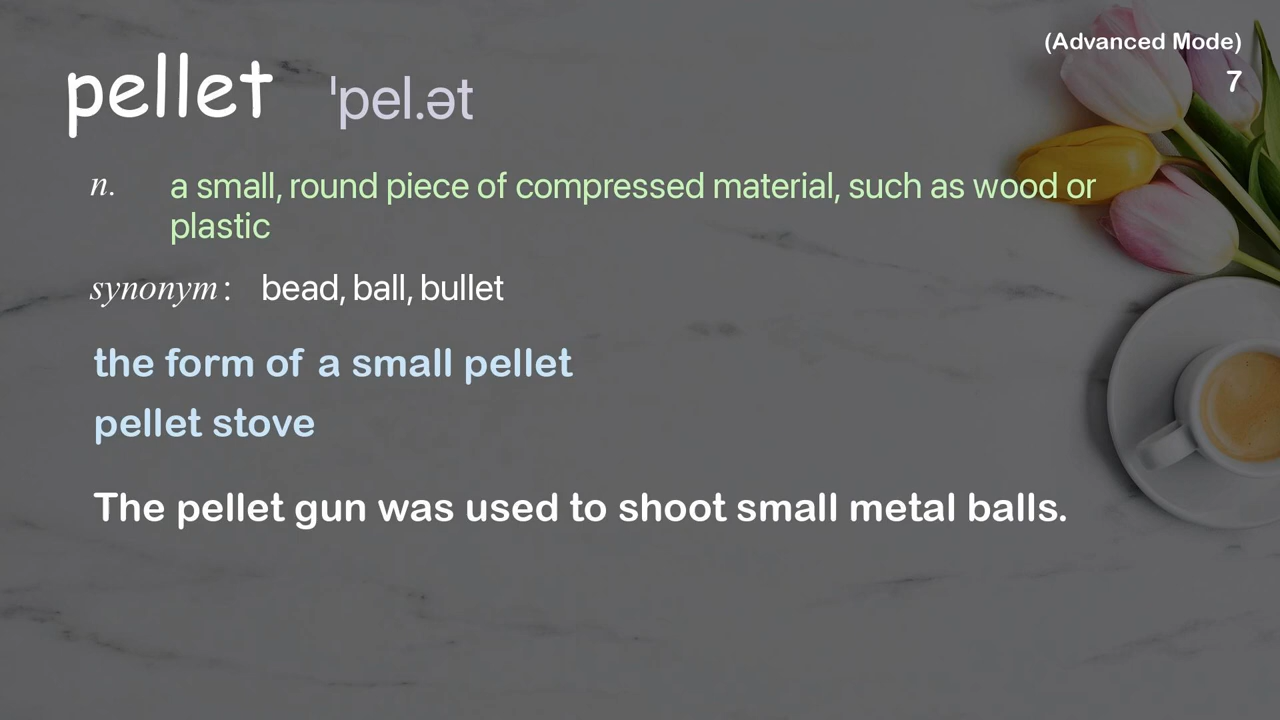 (Advanced Mode)
7
pellet ˈpel.ət
n. a small, round piece of compressed material, such as wood or
plastic
synonym: bead, ball, bullet
the form of a small pellet
pellet stove
The pellet gun was used to shoot small metal balls.